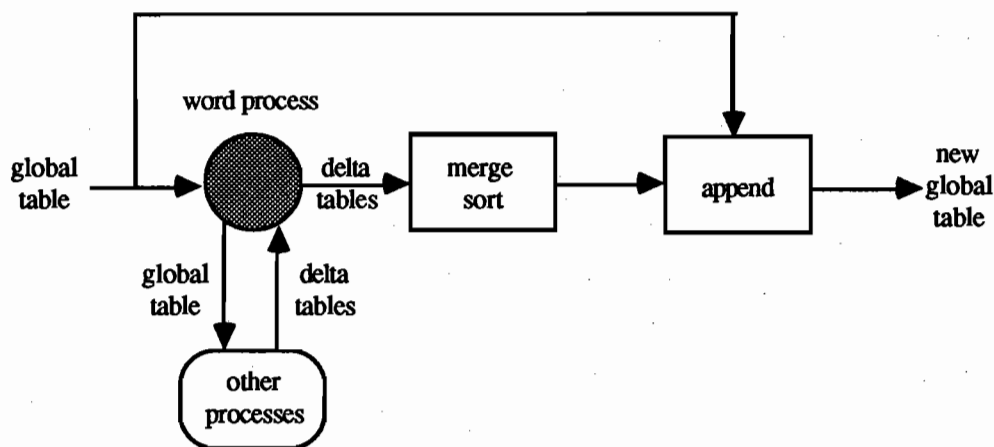 word process
global
table
delta
tables
merge
sort
append
new
global
table
global
table
delta
tables
other
processes